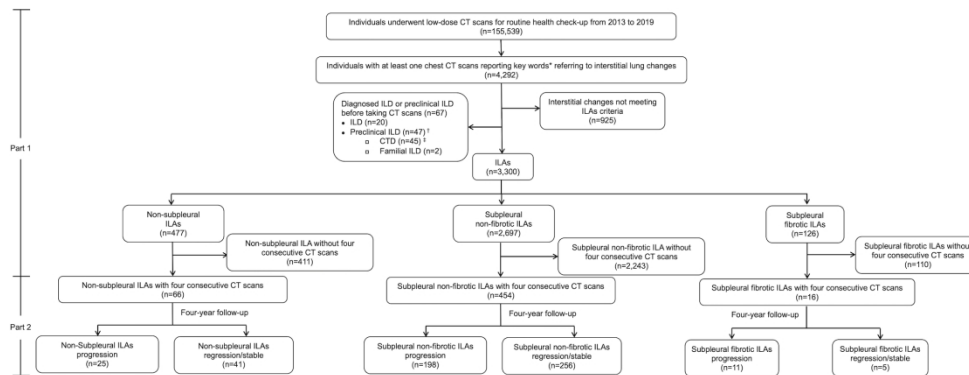 Individuals underwent low-dose CT scans for routine health check-up from 2013 to 2019
(n=155,539)
Individuals with at least one chest CT scans reporting key words* referring to interstitial lung changes
(n=4,292)
Diagnosed ILD or preclinical ILD
before taking CT scans (n=67)
• ILD (n=20)
• Preclinical ILD (n=47) †
□ CTD (n=45) ‡
□ Familial ILD (n=2)
Interstitial changes not meeting
ILAs criteria
(n=925)
Part 1
ILAs
(n=3,300)
Non-subpleural
ILAs
(n=477)
Subpleural
non-fibrotic ILAs
(n=2,697)
Subpleural
fibrotic ILAs
(n=126)
Non-subpleural ILA without four
consecutive CT scans
(n=411)
Subpleural non-fibrotic ILA without
four consecutive CT scans
(n=2,243)
Subpleural fibrotic ILAs without
four consecutive CT scans
(n=110)
Non-subpleural ILAs with four consecutive CT scans
(n=66)
Subpleural non-fibrotic ILAs with four consecutive CT scans
(n=454)
Subpleural fibrotic ILAs with four consecutive CT scans
(n=16)
Part 2
Four-year follow-up
Four-year follow-up
Four-year follow-up
Non-Subpleural ILAs
progression
(n=25)
Non-subpleural ILAs
regression/stable
(n=41)
Subpleural non-fibrotic ILAs
progression
(n=198)
Subpleural non-fibrotic ILAs
regression/stable
(n=256)
Subpleural fibrotic ILAs
progression
(n=11)
Subpleural fibrotic ILAs
regression/stable
(n=5)